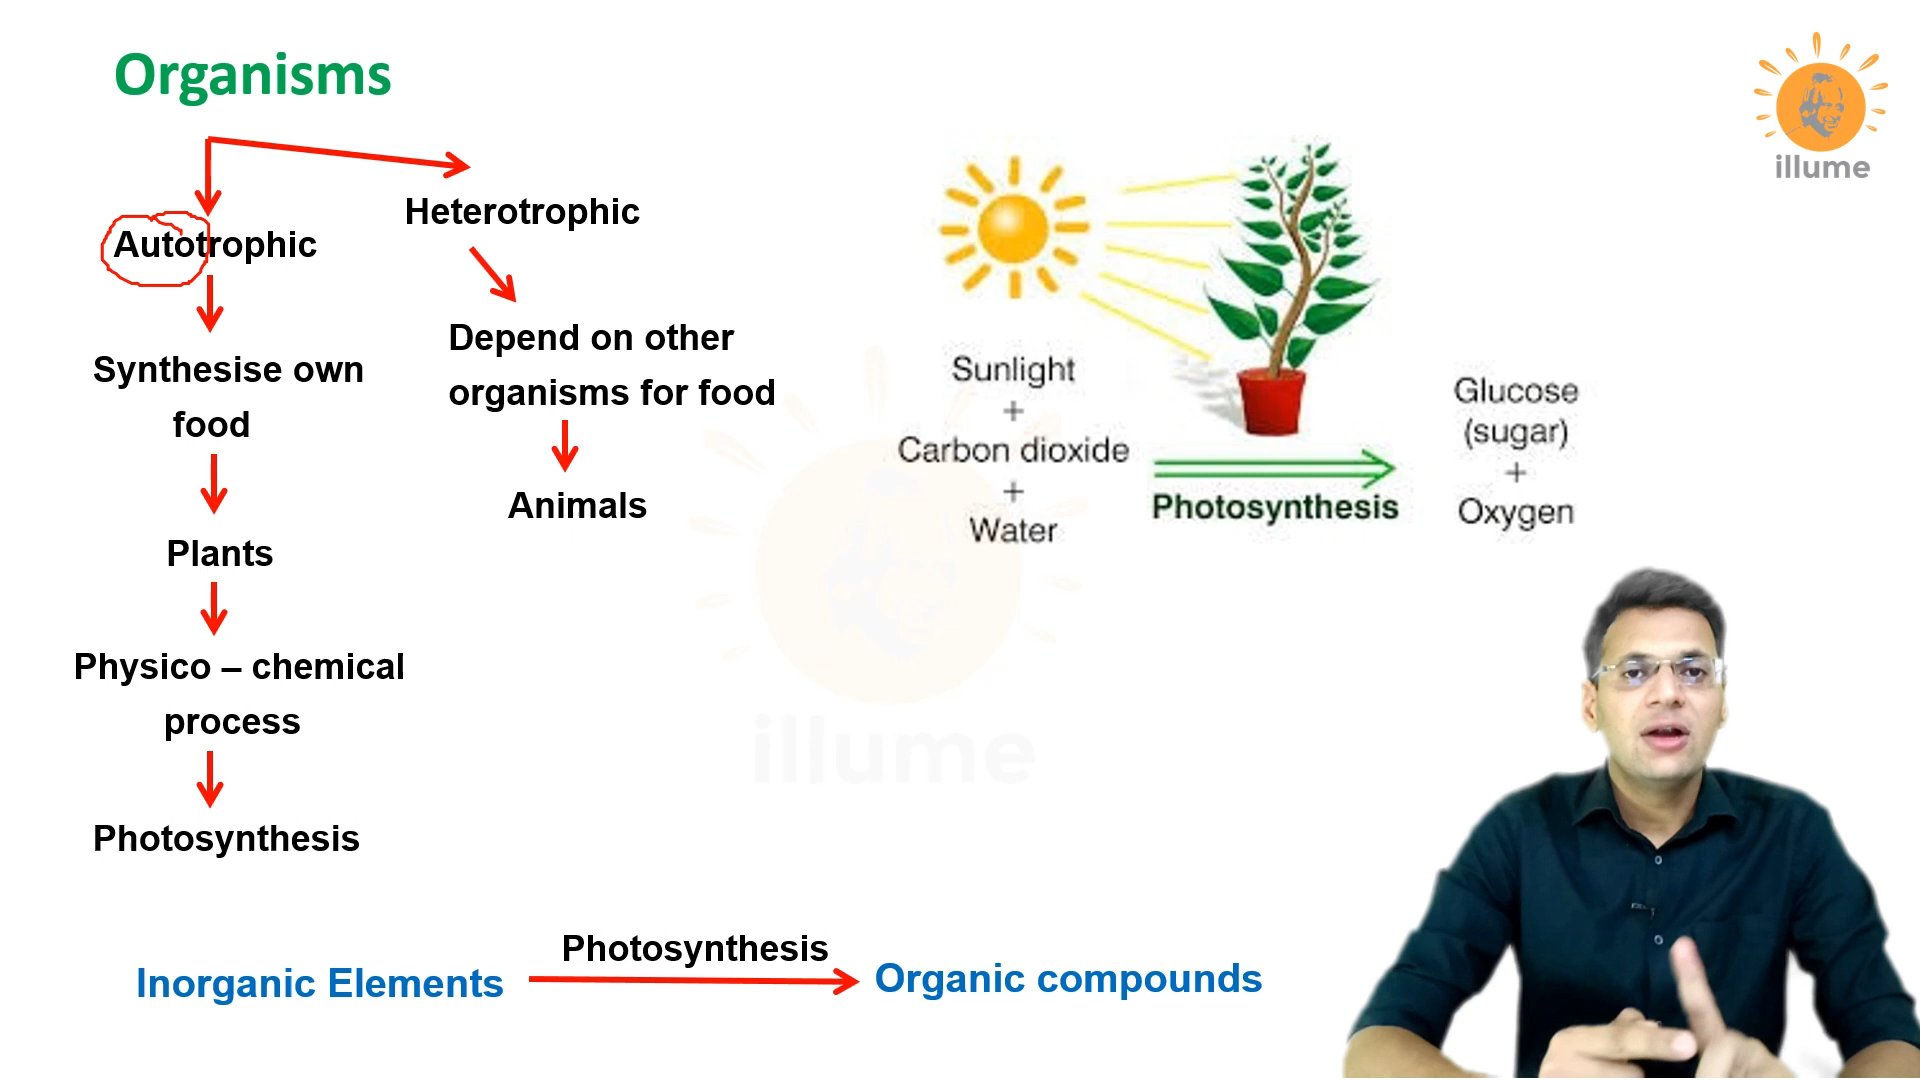 Organisms
illume
Autotrophic
Heterotrophic
Synthesise own
food
Depend on other
organisms for food
Plants
Animals
Physico – chemical
process
Photosynthesis
Sunlight
+
Carbon dioxide
+
Water
Photosynthesis
Glucose
(sugar)
+
Oxygen
illume
Inorganic Elements
Photosynthesis
Organic compounds